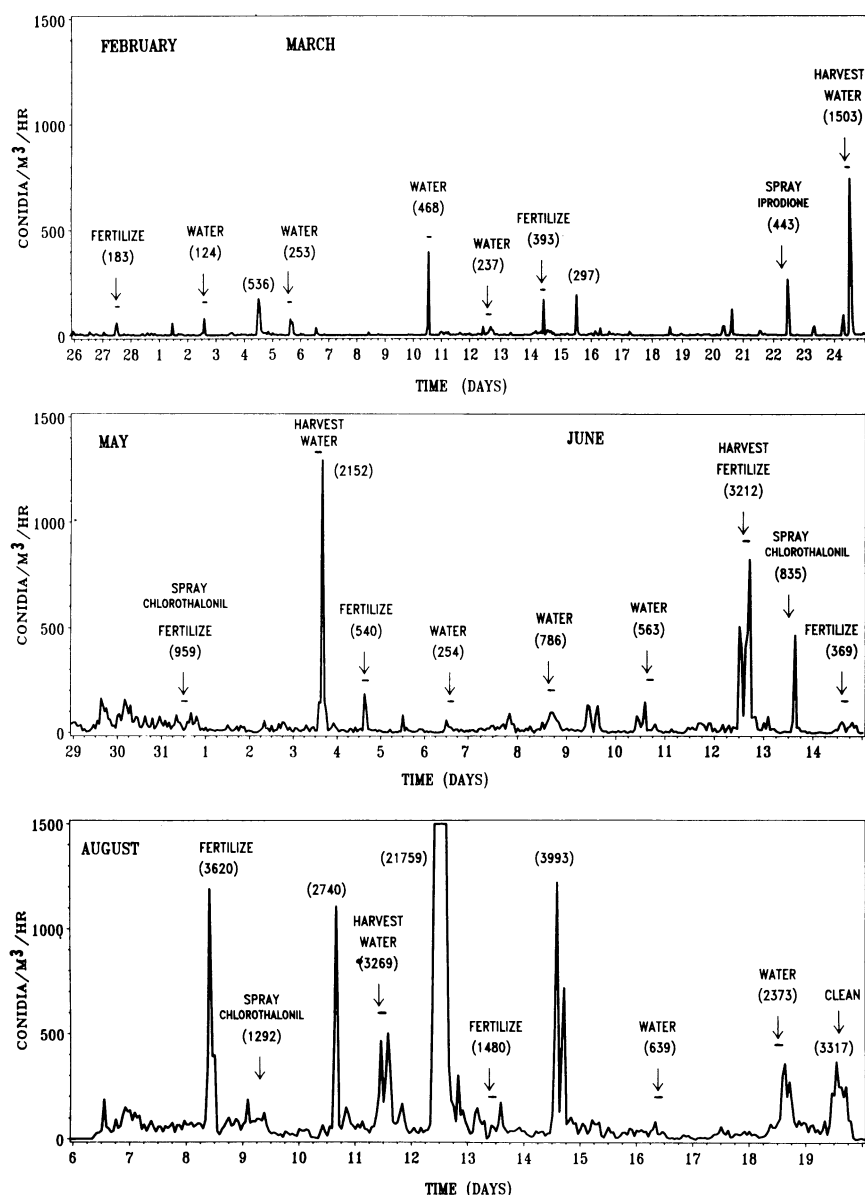 1500
FEBRUARY MARCH
HARVEST
WATER
(1503)
1000
CONIDIA/M³/HR
WATER
(468)
SPRAY
IPRODIONE
(443)
500
FERTILIZE
(183)
WATER
(124)
(536)
WATER
(253)
WATER
(237)
FERTILIZE
(393)
(297)
0
26 27 28 1 2 3 4 5 6 7 8 9 10 11 12 13 14 15 16 17 18 19 20 21 22 23 24
TIME (DAYS)
1500
MAY JUNE
HARVEST
WATER
(2152)
HARVEST
FERTILIZE
(3212)
1000
CONIDIA/M³/HR
SPRAY
CHLOROTHALONIL
(835)
SPRAY
CHLOROTHALONIL
FERTILIZE
(959)
500
FERTILIZE
(540)
WATER
(254)
WATER
(786)
WATER
(563)
FERTILIZE
(369)
0
29 30 31 1 2 3 4 5 6 7 8 9 10 11 12 13 14
TIME (DAYS)
1500
AUGUST
FERTILIZE
(3620)
(2740)
(21759)
(3993)
1000
CONIDIA/M³/HR
HARVEST
WATER
(3269)
SPRAY
CHLOROTHALONIL
(1292)
500
FERTILIZE
(1480)
WATER
(639)
WATER
(2373)
CLEAN
(3317)
0
6 7 8 9 10 11 12 13 14 15 16 17 18 19
TIME (DAYS)